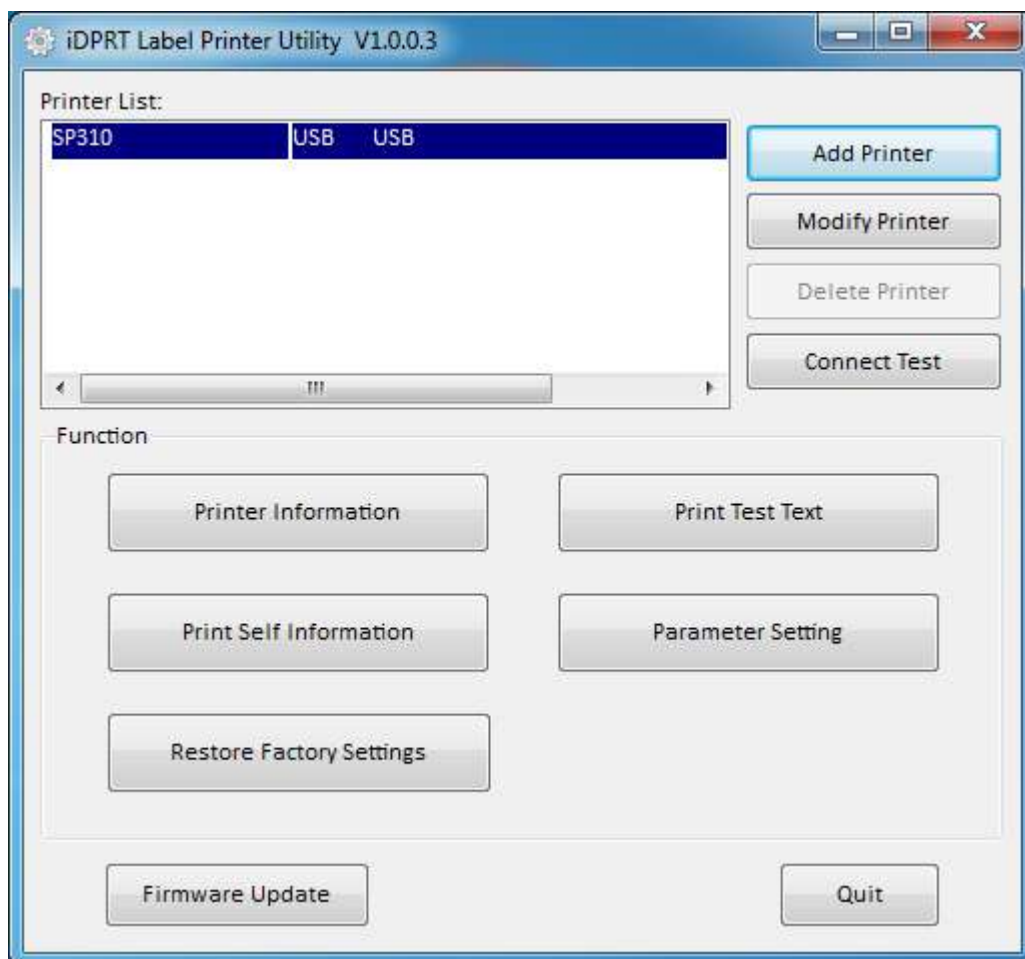 iDPRT Label Printer Utility V1.0.0.3
Printer List:
SP310 USB USB
Add Printer
Modify Printer
Delete Printer
Connect Test
Function
Printer Information Print Test Text
Print Self Information Parameter Setting
Restore Factory Settings
Firmware Update Quit